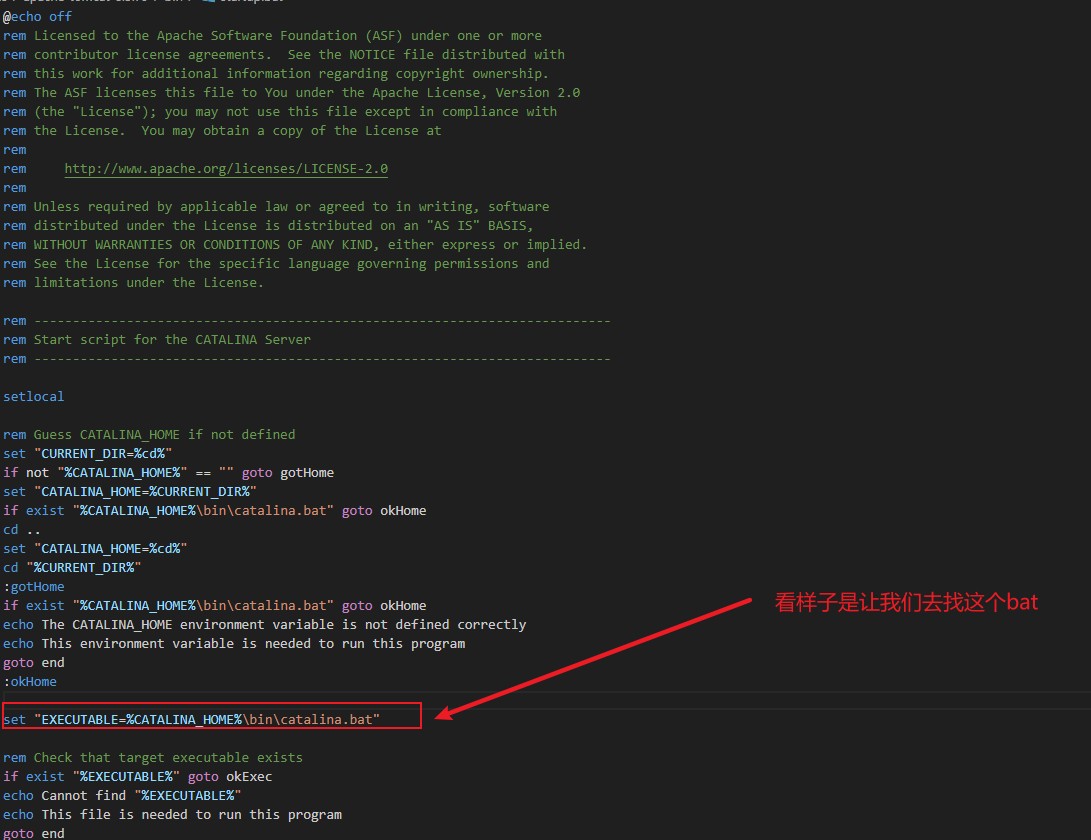 @echo off
rem Licensed to the Apache Software Foundation (ASF) under one or more
rem contributor license agreements.  See the NOTICE file distributed with
rem this work for additional information regarding copyright ownership.
rem The ASF licenses this file to You under the Apache License, Version 2.0
rem (the "License"); you may not use this file except in compliance with
rem the License.  You may obtain a copy of the License at
rem
rem     http://www.apache.org/licenses/LICENSE-2.0
rem
rem Unless required by applicable law or agreed to in writing, software
rem distributed under the License is distributed on an "AS IS" BASIS,
rem WITHOUT WARRANTIES OR CONDITIONS OF ANY KIND, either express or implied.
rem See the License for the specific language governing permissions and
rem limitations under the License.
rem ---------------------------------------------------------------------------
rem Start script for the CATALINA Server
rem ---------------------------------------------------------------------------
setlocal
rem Guess CATALINA_HOME if not defined
set "CURRENT_DIR=%cd%"
if not "%CATALINA_HOME%" == "" goto gotHome
set "CATALINA_HOME=%CURRENT_DIR%"
if exist "%CATALINA_HOME%\bin\catalina.bat" goto okHome
cd ..
set "CATALINA_HOME=%cd%"
cd "%CURRENT_DIR%"
:gotHome
if exist "%CATALINA_HOME%\bin\catalina.bat" goto okHome
看样子是让我们去找这个bat
echo The CATALINA_HOME environment variable is not defined correctly
echo This environment variable is needed to run this program
goto end
:okHome
set "EXECUTABLE=%CATALINA_HOME%\bin\catalina.bat"
rem Check that target executable exists
if exist "%EXECUTABLE%" goto okExec
echo Cannot find "%EXECUTABLE%"
echo This file is needed to run this program
goto end